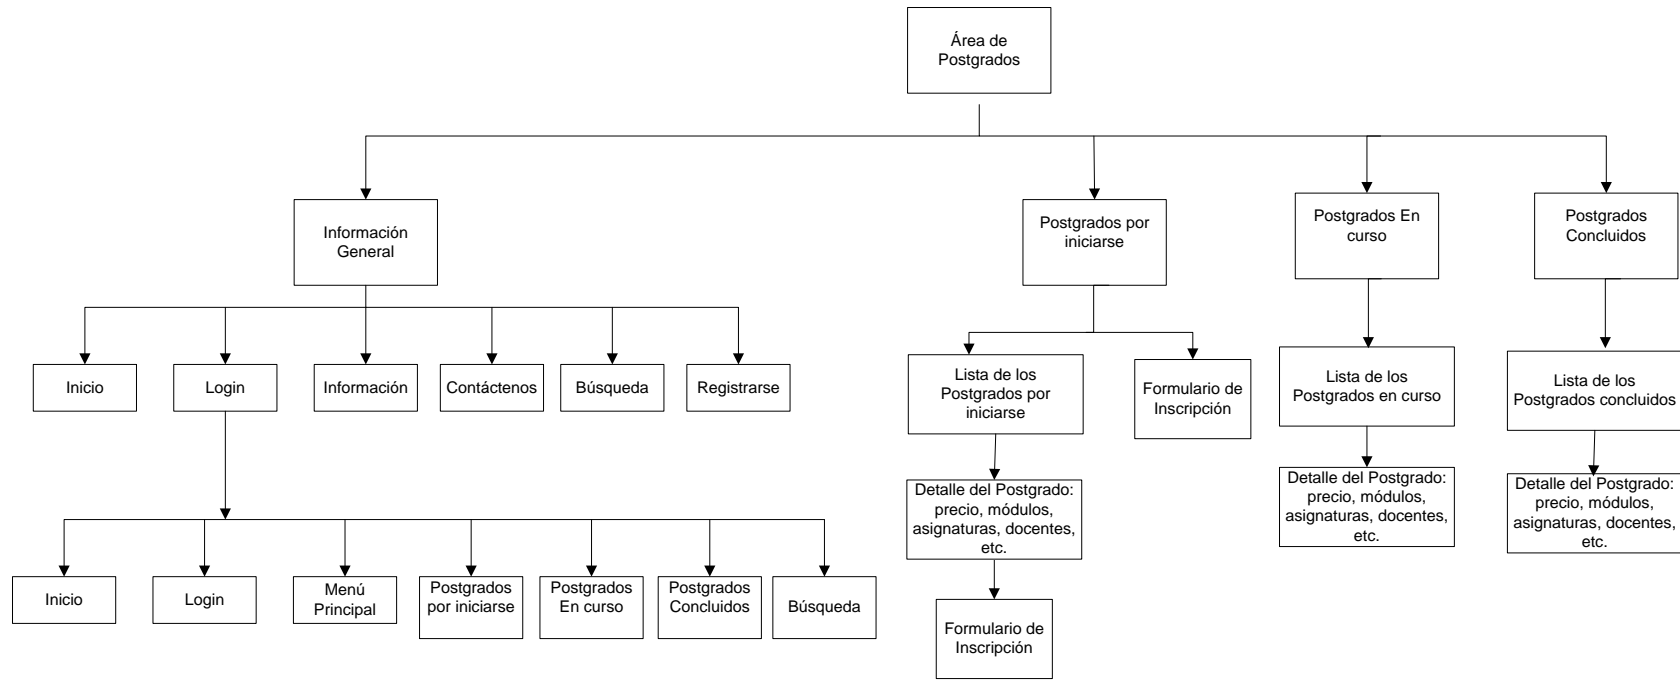 Área de
Postgrados
Información
General
Postgrados por
iniciarse
Postgrados En
curso
Postgrados
Concluidos
Inicio
Login
Información
Contáctenos
Búsqueda
Registrarse
Lista de los
Postgrados por
iniciarse
Formulario de
Inscripción
Lista de los
Postgrados en curso
Lista de los
Postgrados concluidos
Detalle del Postgrado:
precio, módulos,
asignaturas, docentes,
etc.
Detalle del Postgrado:
precio, módulos,
asignaturas, docentes,
etc.
Detalle del Postgrado:
precio, módulos,
asignaturas, docentes,
etc.
Inicio
Login
Menú
Principal
Postgrados
por iniciarse
Postgrados
En curso
Postgrados
Concluidos
Búsqueda
Formulario de
Inscripción